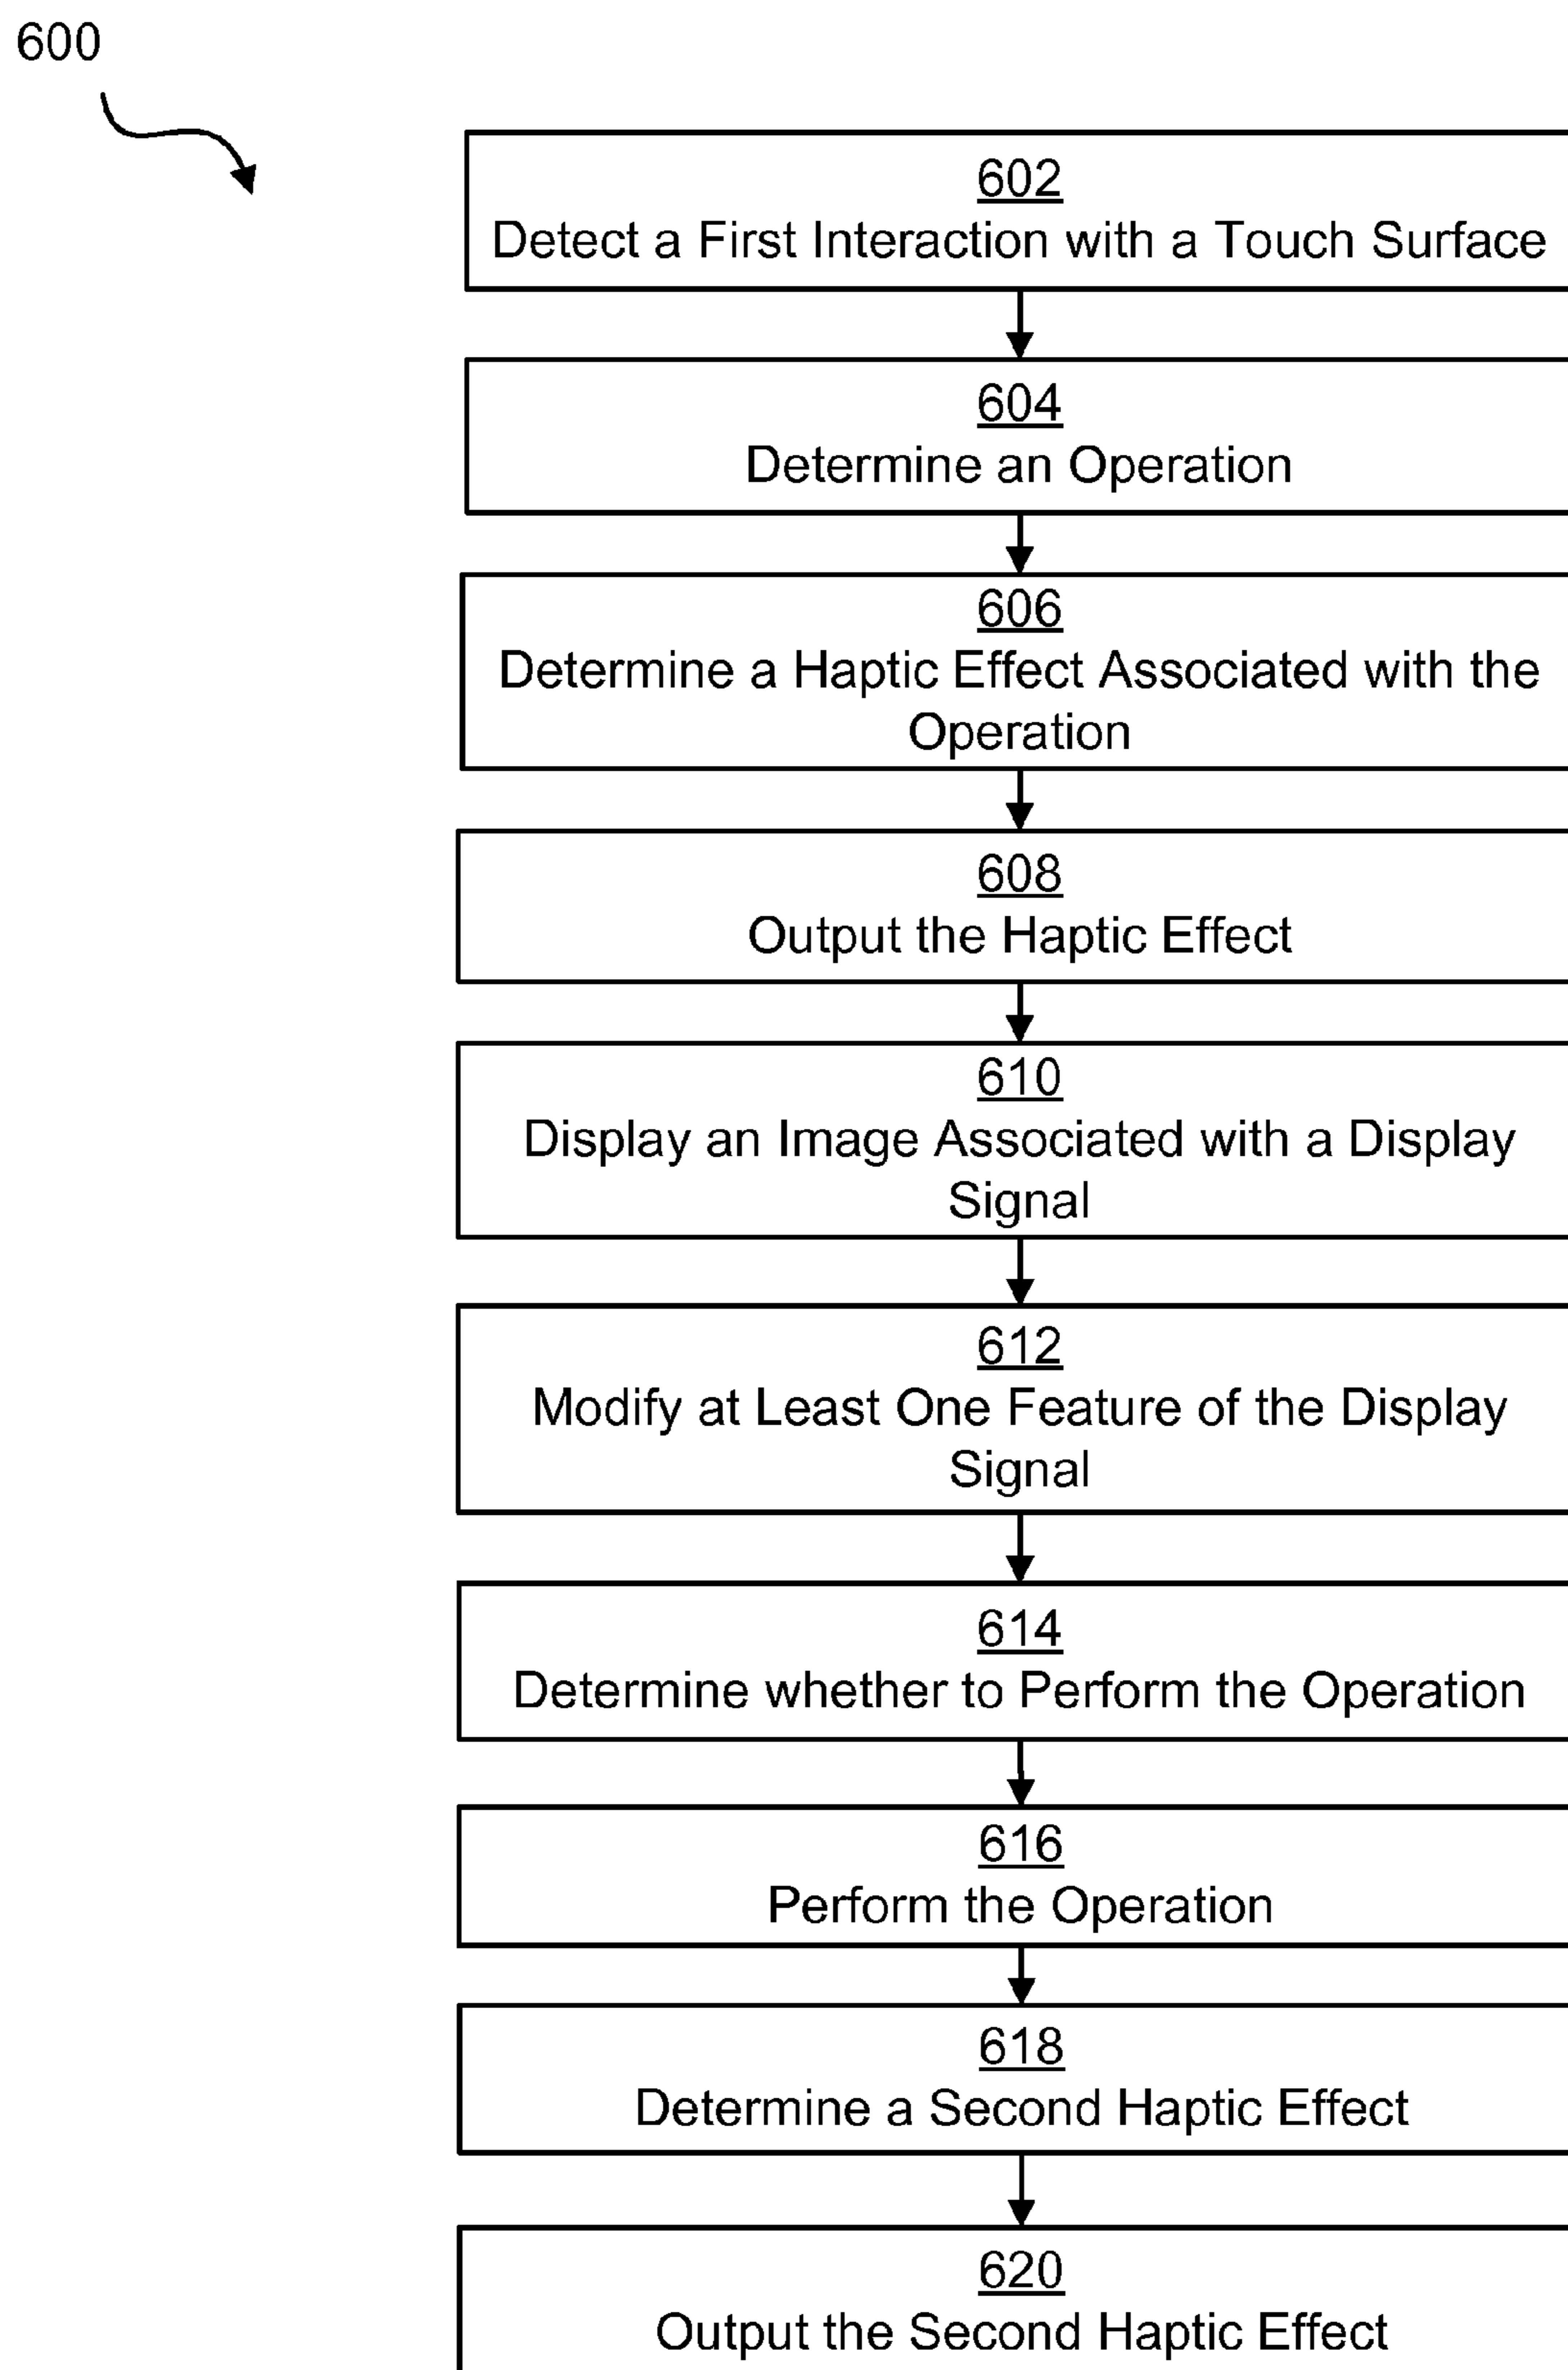 600
602
Detect a First Interaction with a Touch Surface
604
Determine an Operation
606
Determine a Haptic Effect Associated with the
Operation
608
Output the Haptic Effect
610
Display an Image Associated with a Display
Signal
612
Modify at Least One Feature of the Display
Signal
614
Determine whether to Perform the Operation
616
Perform the Operation
618
Determine a Second Haptic Effect
620
Output the Second Haptic Effect